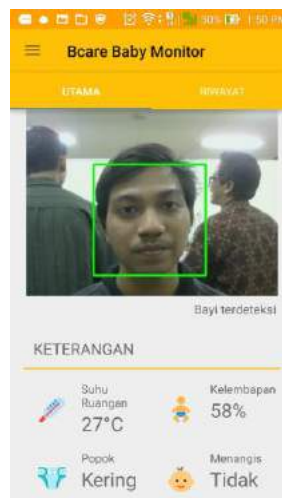 30% 1:50 PM
Bcare Baby Monitor
UTAMA RIWAYAT
Bayi terdeteksi
KETERANGAN
Suhu Ruangan
27°C
Kelembapan
58%
Popok
Kering
Menangis
Tidak